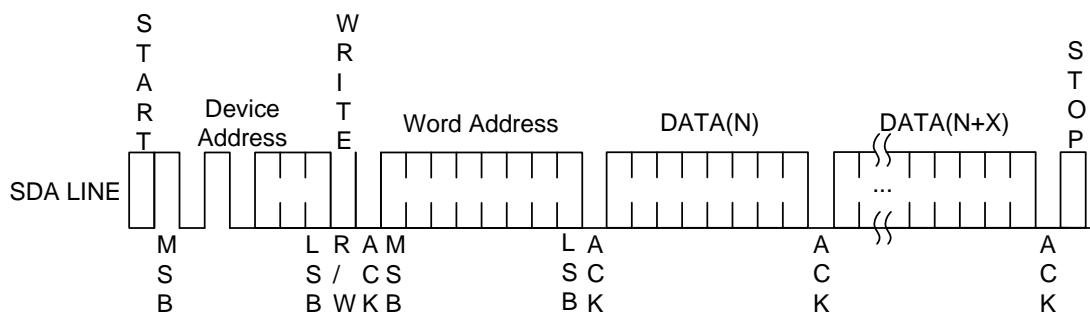 START
WRITE
STOP
Device
Address
Word Address
DATA(N)
DATA(N+X)
SDA LINE
...
MSB
LSB
R/W
ACK
MSB
LSB
ACK
ACK
ACK